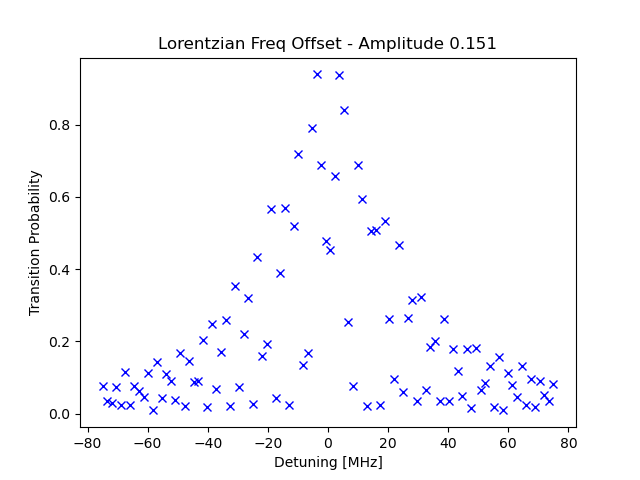 Lorentzian Freq Offset - Amplitude 0.151
Transition Probability
0.8
0.6
0.4
0.2
0.0
−80 −60 −40 −20 0 20 40 60 80
Detuning [MHz]